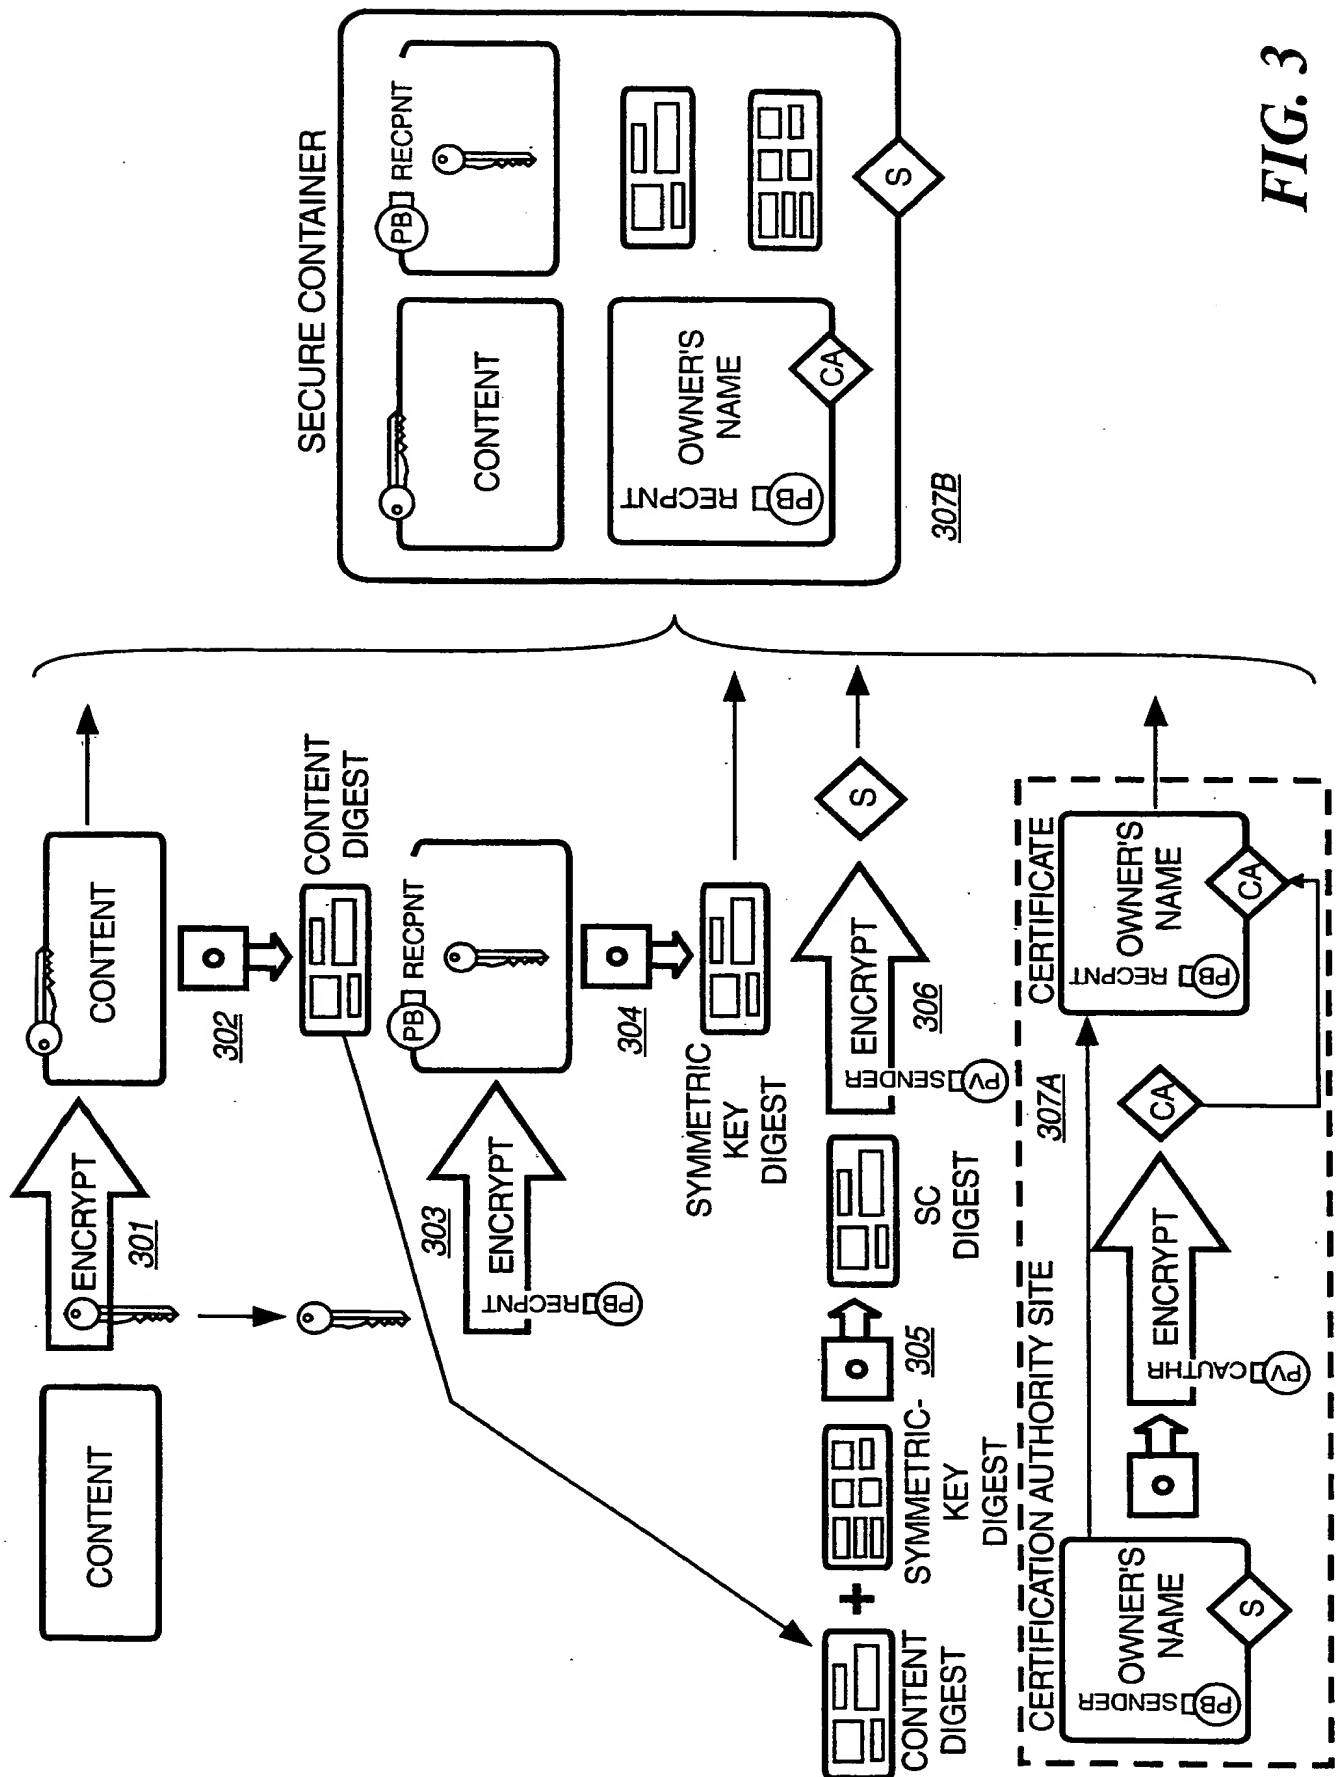 CONTENT
ENCRYPT
301
CONTENT
302
CONTENT
DIGEST
303
ENCRYPT
RECPNT
PB
PB
RECPNT
304
SYMMETRIC
KEY
DIGEST
CONTENT
DIGEST
+
SYMMETRIC-
KEY
DIGEST
305
SC
DIGEST
ENCRYPT
306
SENDER
PV
S
CERTIFICATION AUTHORITY SITE
307A
CERTIFICATE
OWNER'S
NAME
SENDER
PB
S
ENCRYPT
CAUTHR
PV
CA
OWNER'S
NAME
RECPNT
PB
CA
SECURE CONTAINER
CONTENT
PB
RECPNT
OWNER'S
NAME
RECPNT
PB
CA
S
307B
FIG. 3